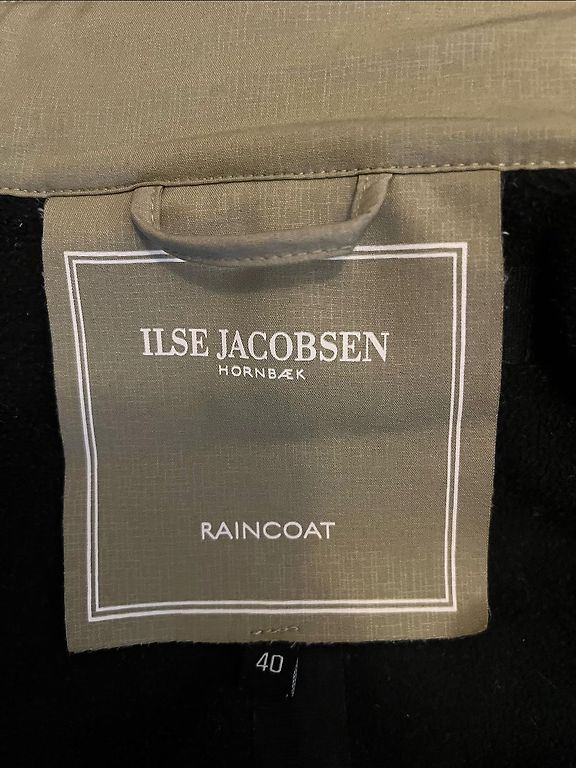 ILSE JACOBSEN
HORNBÆK
RAINCOAT
40